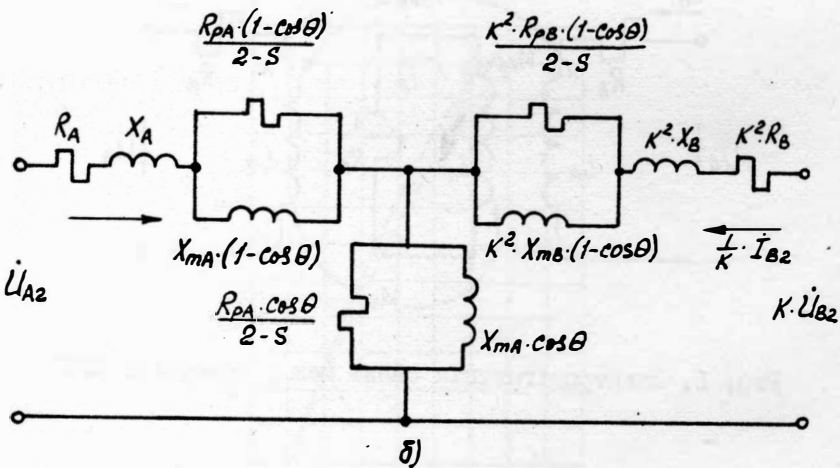 R_pA·(1-cosθ)
2-S
K²·R_pB·(1-cosθ)
2-S
R_A
X_A
K²·X_B
K²·R_B
X_mA·(1-cosθ)
K²·X_mB·(1-cosθ)
1/K · İ_B2
U̇_A2
R_pA·cosθ
2-S
X_mA·cosθ
K·U̇_B2
б)